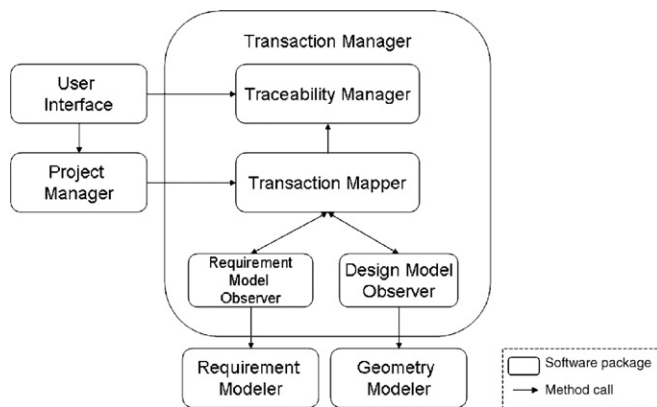 Transaction Manager
User
Interface
Traceability Manager
Project
Manager
Transaction Mapper
Requirement
Model
Observer
Design Model
Observer
Requirement
Modeler
Geometry
Modeler
Software package
Method call